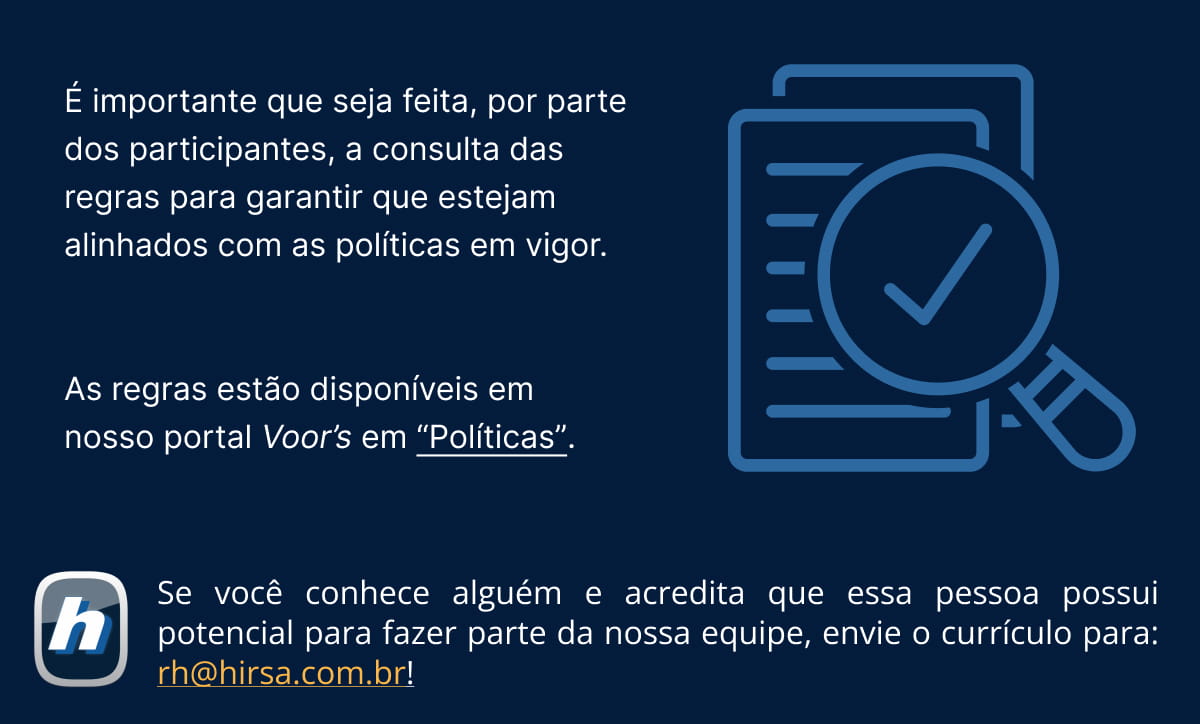 É importante que seja feita, por parte
dos participantes, a consulta das
regras para garantir que estejam
alinhados com as políticas em vigor.
As regras estão disponíveis em
nosso portal Voor’s em “Políticas”.
h
Se você conhece alguém e acredita que essa pessoa possui
potencial para fazer parte da nossa equipe, envie o currículo para:
rh@hirsa.com.br!